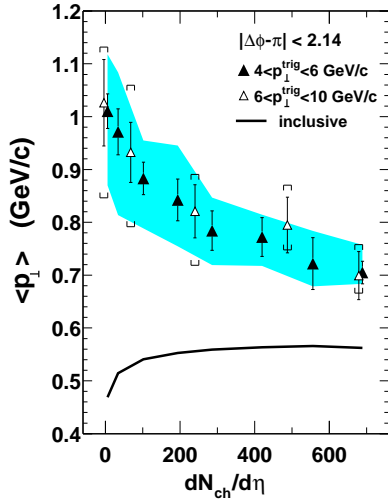 |Δϕ-π| < 2.14
4<p⊥^trig<6 GeV/c
6<p⊥^trig<10 GeV/c
inclusive
<p⊥> (GeV/c)
1.2
1.1
1
0.9
0.8
0.7
0.6
0.5
0.4
0 200 400 600
dN_ch/dη